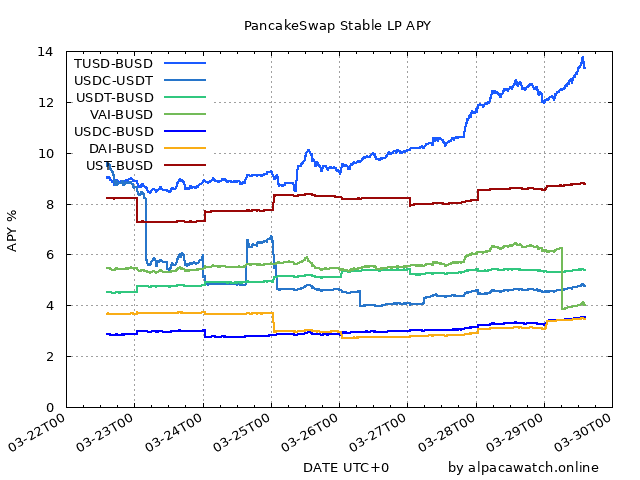 PancakeSwap Stable LP APY
14
12
10
8
6
4
2
0
APY %
TUSD-BUSD
USDC-USDT
USDT-BUSD
VAI-BUSD
USDC-BUSD
DAI-BUSD
UST-BUSD
03-22T00
03-23T00
03-24T00
03-25T00
03-26T00
03-27T00
03-28T00
03-29T00
03-30T00
DATE UTC+0
by alpacawatch.online